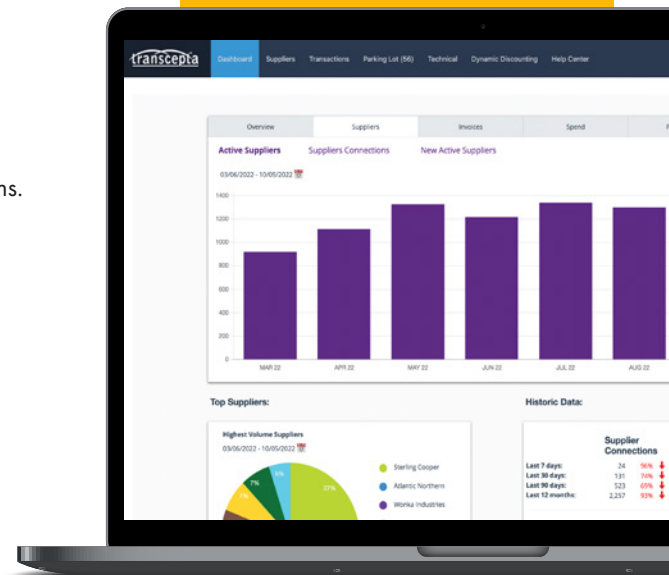 ns.
transcepta
Dashboard Suppliers Transactions Parking Lot (56) Technical Dynamic Discounting Help Center
Overview Suppliers Invoices Spend
Active Suppliers Suppliers Connections New Active Suppliers
03/06/2022 - 10/05/2022
1400
1200
1000
800
600
400
200
0
MAR 22 APR 22 MAY 22 JUN 22 JUL 22 AUG 22
Top Suppliers: Historic Data:
Highest Volume Suppliers
03/06/2022 - 10/05/2022
Supplier
Connections
Sterling Cooper
Atlantic Northern
Wonka Industries
37%
7%
7%
Last 7 days: 24 96%
Last 30 days: 131 74%
Last 90 days: 523 69%
Last 12 months: 2,257 93%